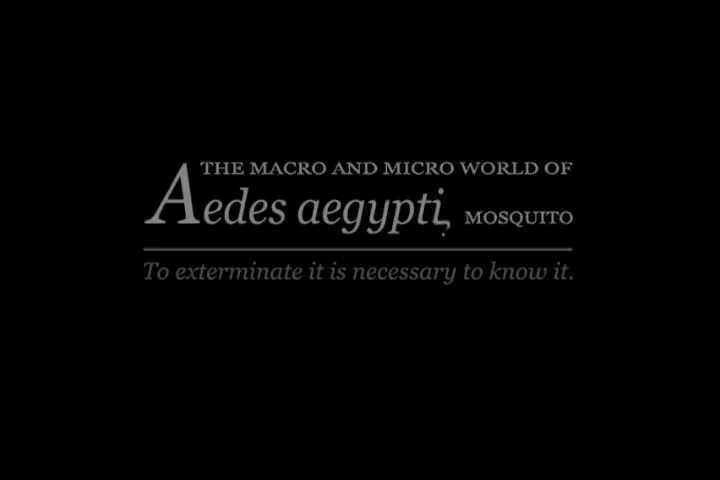 THE MACRO AND MICRO WORLD OF
Aedes aegypti, MOSQUITO
To exterminate it is necessary to know it.